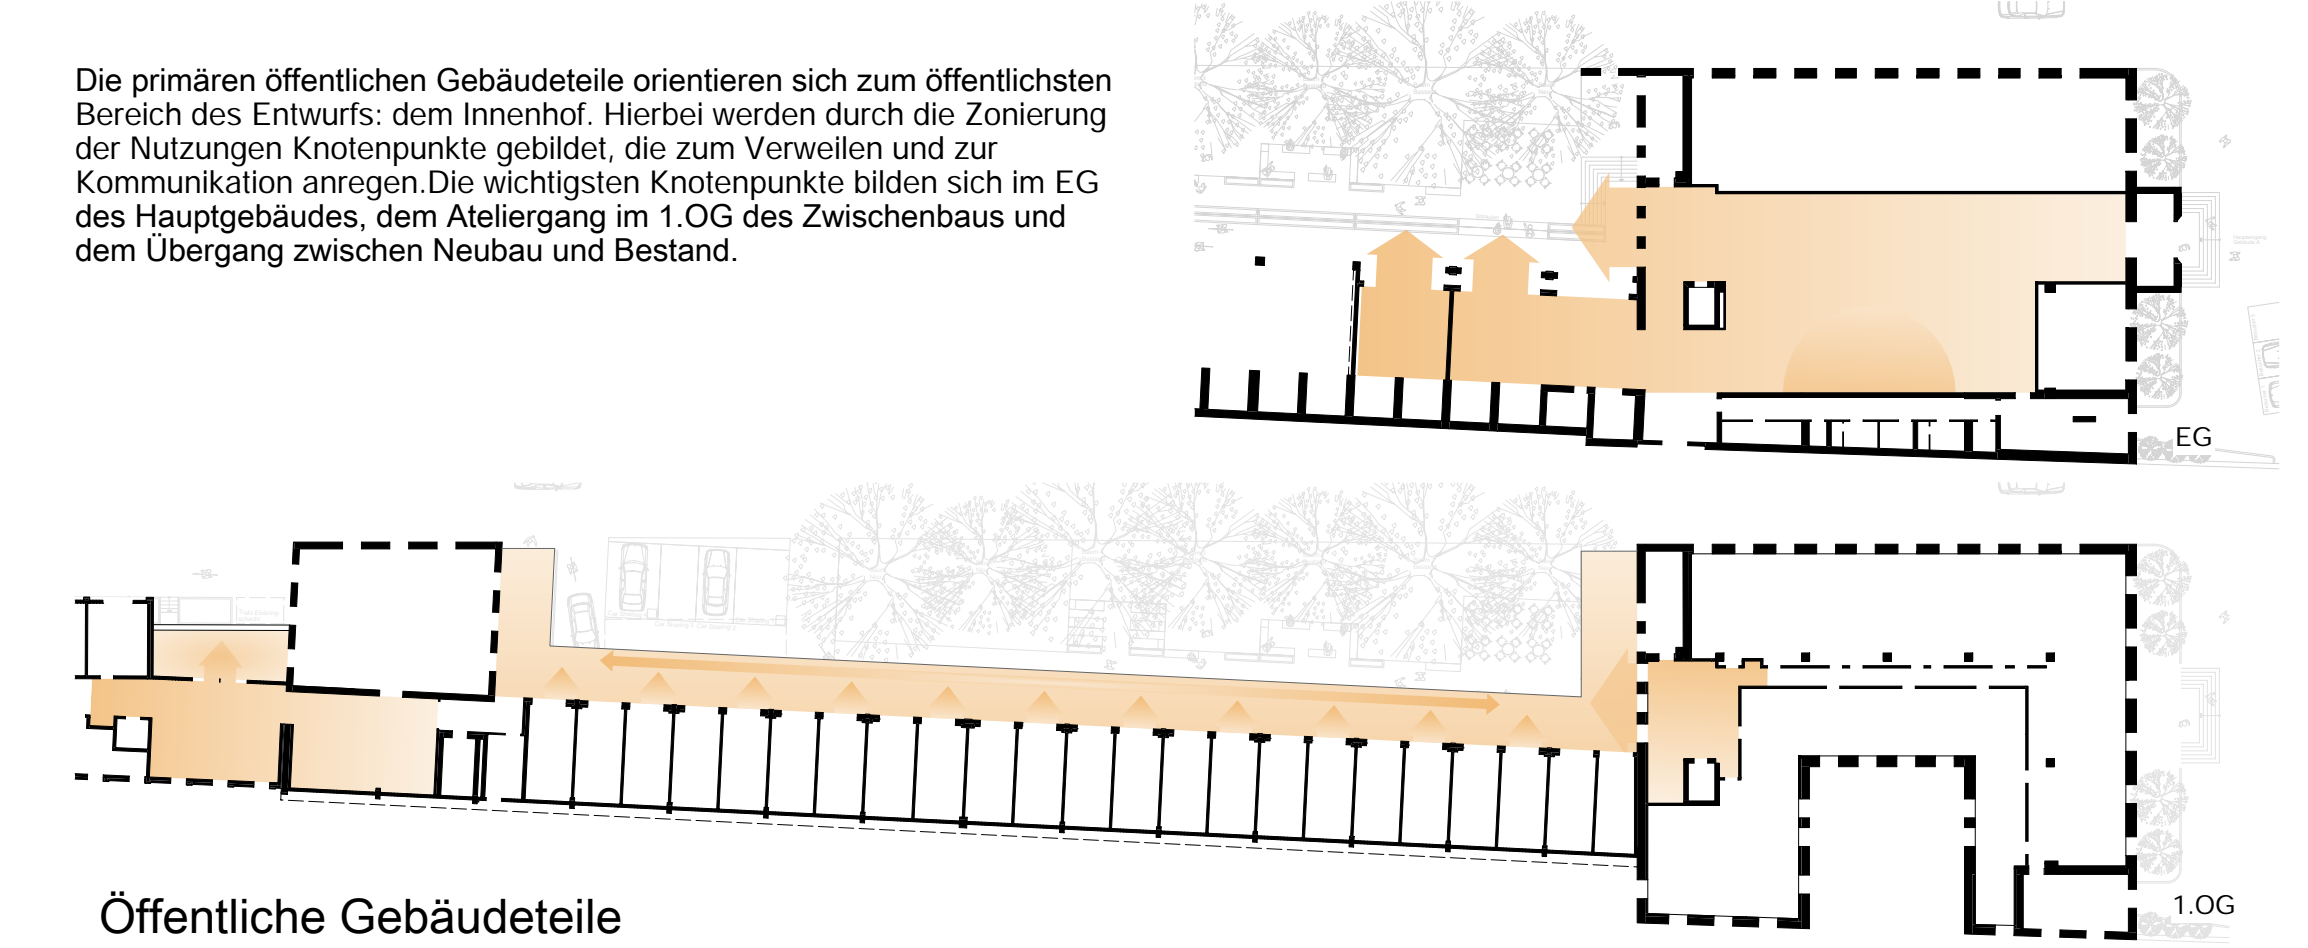 Die primären öffentlichen Gebäudeteile orientieren sich zum öffentlichsten
Bereich des Entwurfs: dem Innenhof. Hierbei werden durch die Zonierung
der Nutzungen Knotenpunkte gebildet, die zum Verweilen und zur
Kommunikation anregen.Die wichtigsten Knotenpunkte bilden sich im EG
des Hauptgebäudes, dem Ateliergang im 1.OG des Zwischenbaus und
dem Übergang zwischen Neubau und Bestand.
EG
1.OG
Öffentliche Gebäudeteile